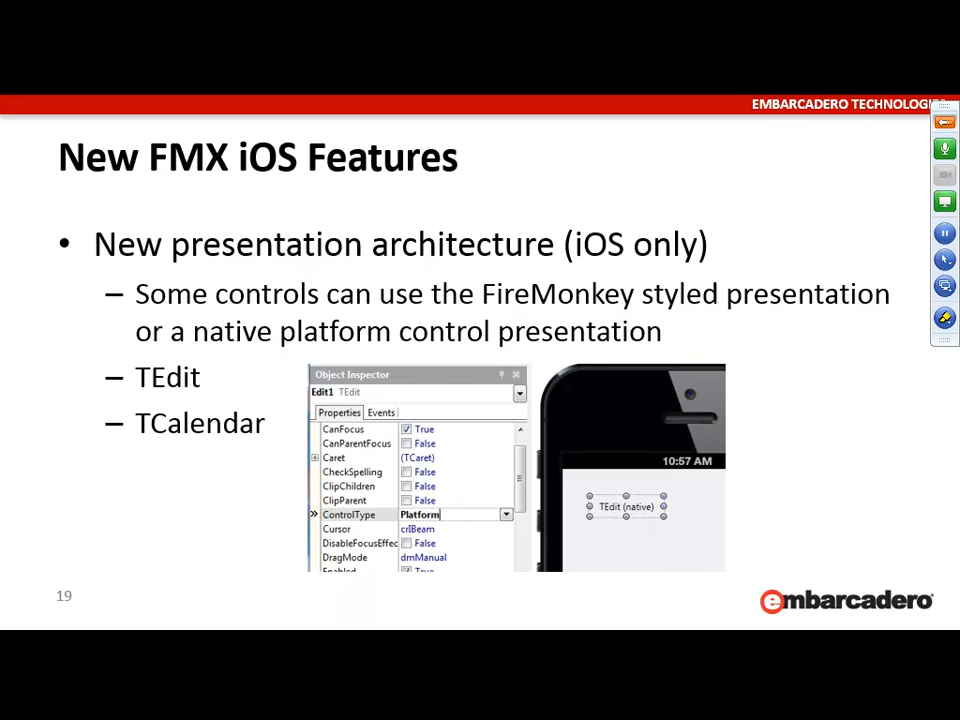 EMBARCADERO TECHNOLOGI
New FMX iOS Features
• New presentation architecture (iOS only)
– Some controls can use the FireMonkey styled presentation
or a native platform control presentation
– TEdit
– TCalendar
Object Inspector
Edit1 TEdit
Properties Events
CanFocus True
CanParentFocus False
Caret (TCaret)
CheckSpelling False
ClipChildren False
ClipParent False
ControlType Platform
Cursor crIBeam
DisableFocusEffec False
DragMode dmManual
Enabled True
10:57 AM
TEdit (native)
19
embarcadero